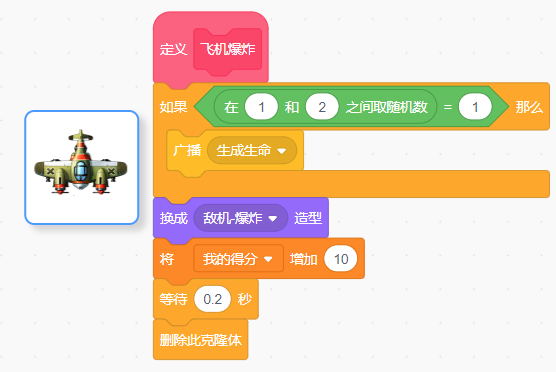 定义 飞机爆炸
如果 在 1 和 2 之间取随机数 = 1 那么
广播 生成生命
换成 敌机-爆炸 造型
将 我的得分 增加 10
等待 0.2 秒
删除此克隆体